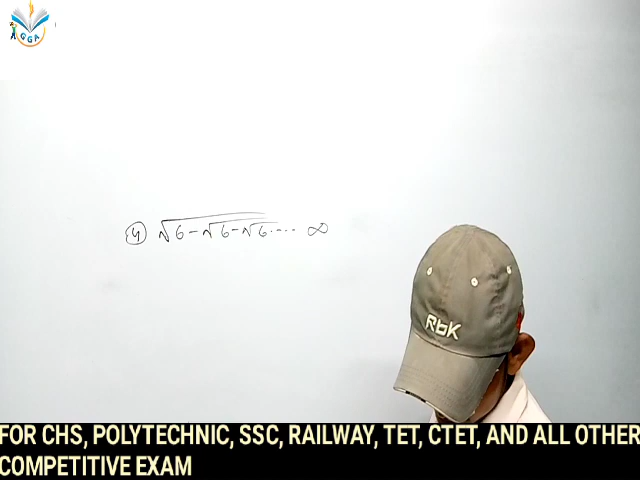 QGA
④ √6-√6-√6.... ∞
RbK
FOR CHS, POLYTECHNIC, SSC, RAILWAY, TET, CTET, AND ALL OTHER
COMPETITIVE EXAM